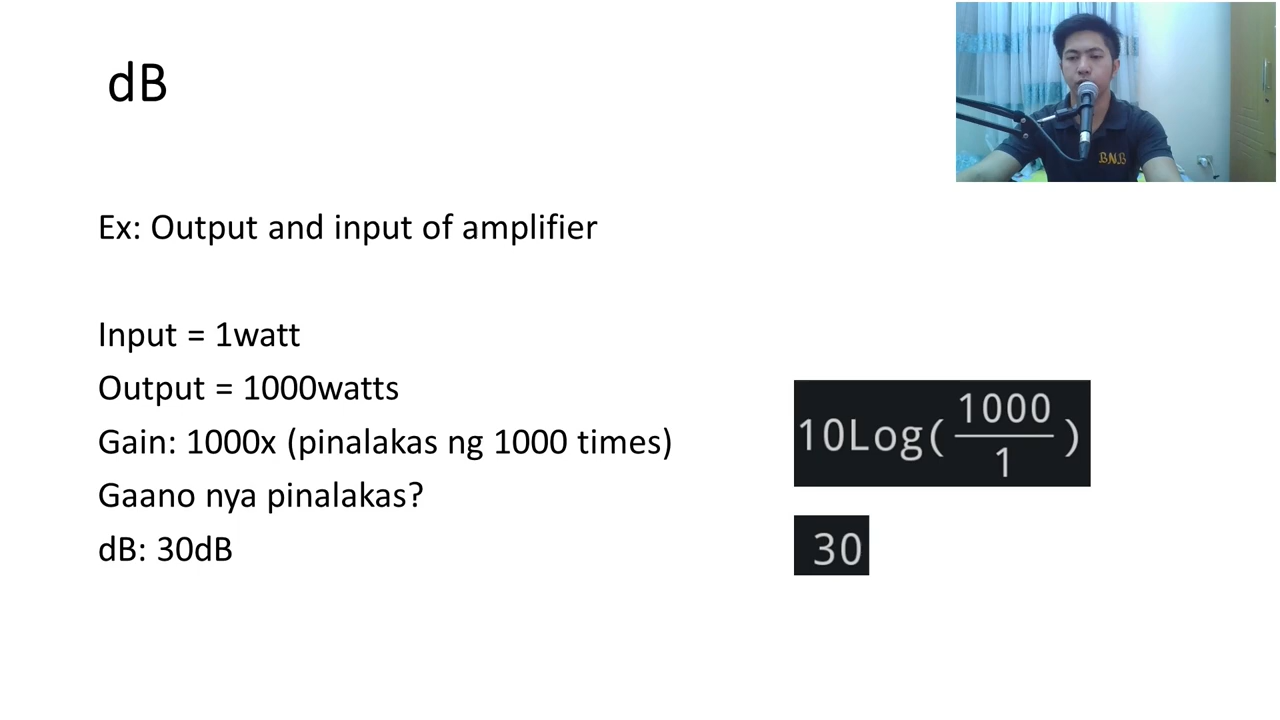 dB
BNB
Ex: Output and input of amplifier
Input = 1watt
Output = 1000watts
Gain: 1000x (pinalakas ng 1000 times)
Gaano nya pinalakas?
dB: 30dB
10Log(1000/1)
30